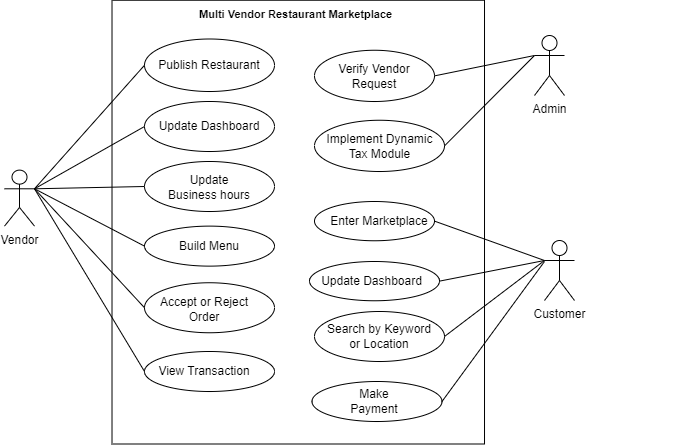 Multi Vendor Restaurant Marketplace
Publish Restaurant
Update Dashboard
Update
Business hours
Build Menu
Accept or Reject
Order
View Transaction
Vendor
Verify Vendor
Request
Implement Dynamic
Tax Module
Admin
Enter Marketplace
Update Dashboard
Search by Keyword
or Location
Make
Payment
Customer